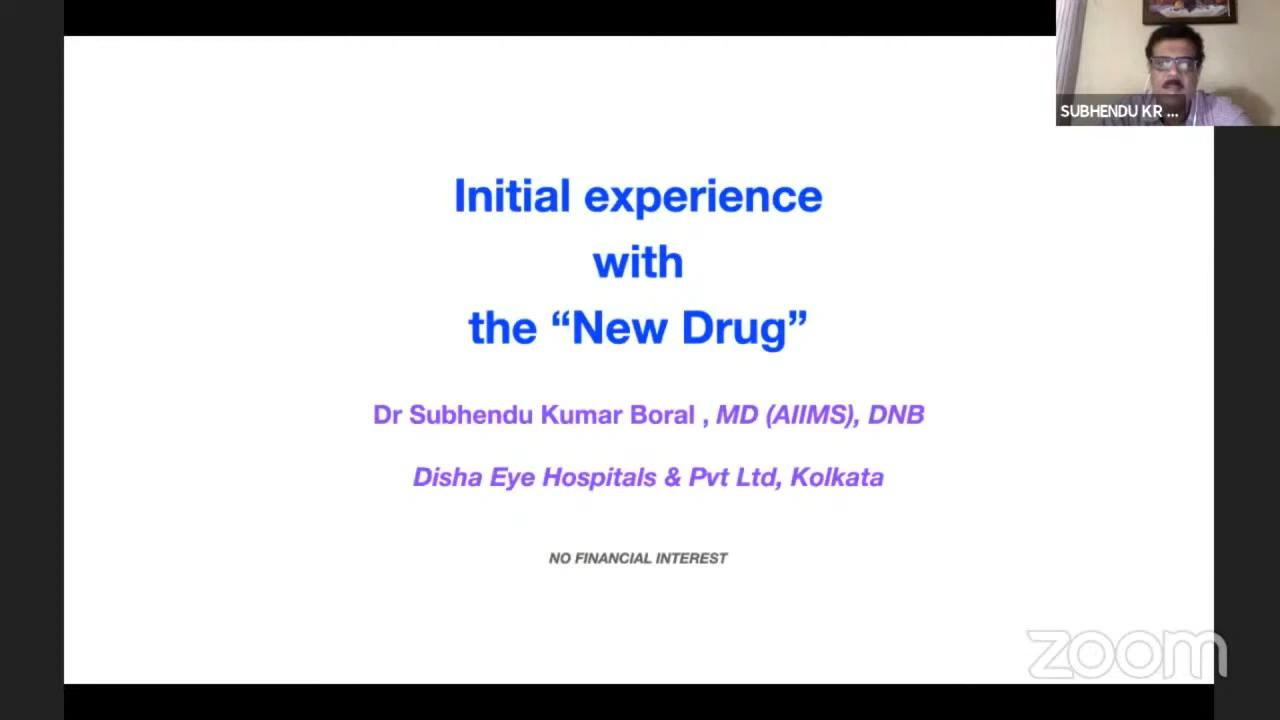 SUBHENDU KR ...
Initial experience
with
the “New Drug”
Dr Subhendu Kumar Boral , MD (AIIMS), DNB
Disha Eye Hospitals & Pvt Ltd, Kolkata
NO FINANCIAL INTEREST
zoom